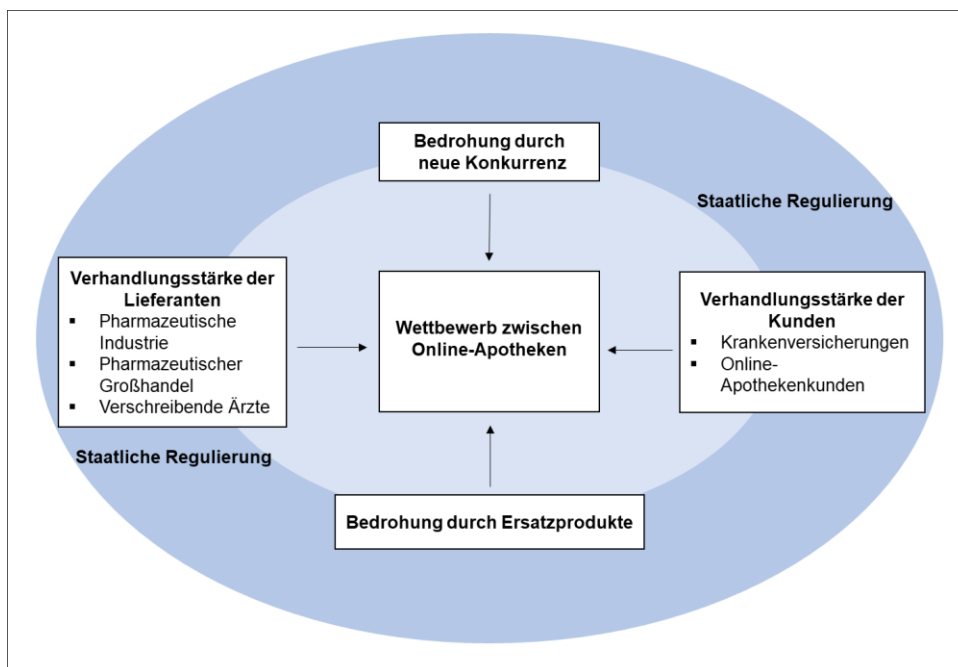 Bedrohung durch
neue Konkurrenz
Staatliche Regulierung
Verhandlungsstärke der
Lieferanten
▪ Pharmazeutische
Industrie
▪ Pharmazeutischer
Großhandel
▪ Verschreibende Ärzte
Wettbewerb zwischen
Online-Apotheken
Verhandlungsstärke der
Kunden
▪ Krankenversicherungen
▪ Online-
Apothekenkunden
Staatliche Regulierung
Bedrohung durch Ersatzprodukte